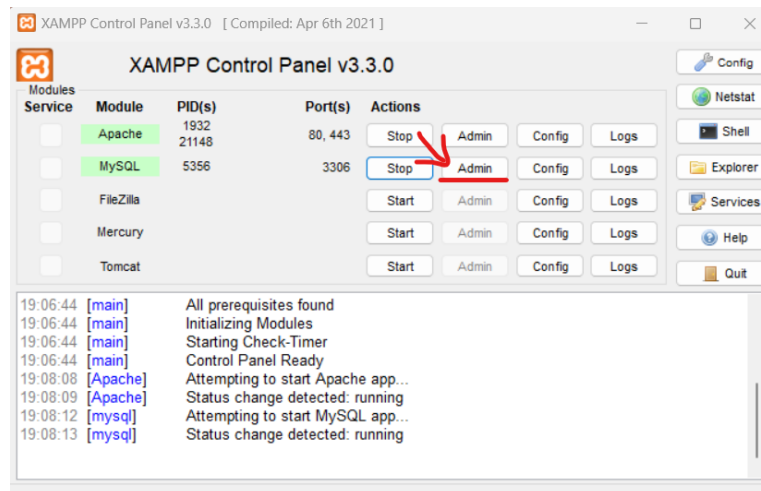 XAMPP Control Panel v3.3.0 [ Compiled: Apr 6th 2021 ]
XAMPP Control Panel v3.3.0
Config
Modules
Service Module PID(s) Port(s) Actions
Netstat
Apache 1932 21148 80, 443 Stop Admin Config Logs
Shell
MySQL 5356 3306 Stop Admin Config Logs
Explorer
FileZilla Start Admin Config Logs
Services
Mercury Start Admin Config Logs
Help
Tomcat Start Admin Config Logs
Quit
19:06:44 [main] All prerequisites found
19:06:44 [main] Initializing Modules
19:06:44 [main] Starting Check-Timer
19:06:44 [main] Control Panel Ready
19:08:08 [Apache] Attempting to start Apache app...
19:08:09 [Apache] Status change detected: running
19:08:12 [mysql] Attempting to start MySQL app...
19:08:13 [mysql] Status change detected: running